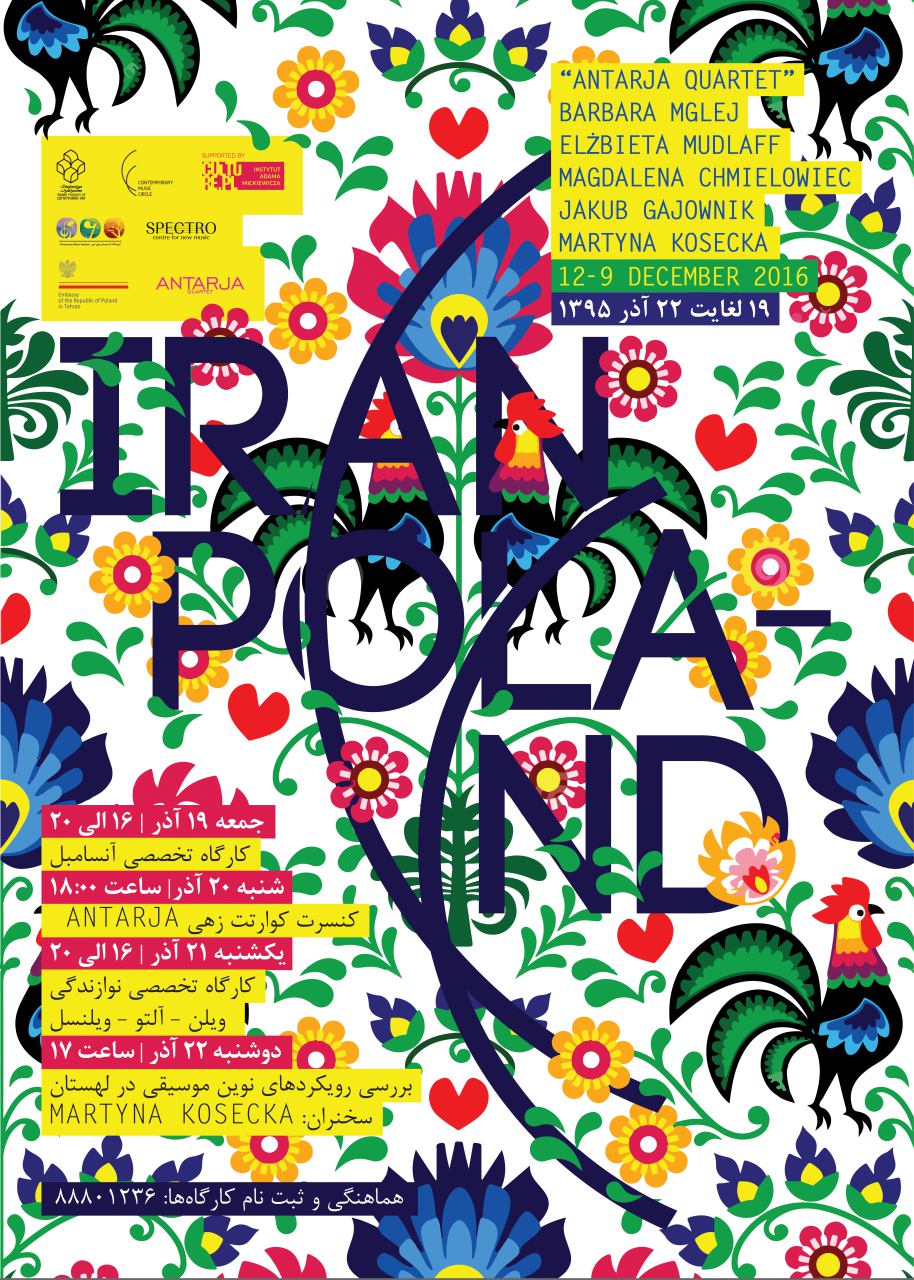 “ANTARJA QUARTET”
BARBARA MGLEJ
ELŻBIETA MUDLAFF
MAGDALENA CHMIELOWIEC
JAKUB GAJOWNIK
MARTYNA KOSECKA
12-9 DECEMBER 2016
۱۹ لغایت ۲۲ آذر ۱۳۹۵
CONTEMPORARY
MUSIC
CIRCLE
SUPPORTED BY
CULTU
RE.PL
INSTYTUT
ADAMA
MICKIEWICZA
SPECTRO
centre for new music
Embassy
of the Republic of Poland
in Tehran
ANTARJA
QUARTET
IRAN
POLA-
ND
جمعه ۱۹ آذر | ۱۶ الی ۲۰
کارگاه تخصصی آنسامبل
شنبه ۲۰ آذر | ساعت ۱۸:۰۰
کنسرت کوارتت زهی ANTARJA
یکشنبه ۲۱ آذر | ۱۶ الی ۲۰
کارگاه تخصصی نوازندگی
ویلن - آلتو - ویلنسل
دوشنبه ۲۲ آذر | ساعت ۱۷
بررسی رویکردهای نوین موسیقی در لهستان
سخنران: MARTYNA KOSECKA
هماهنگی و ثبت نام کارگاه‌ها: ۸۸۸۰۱۲۳۶